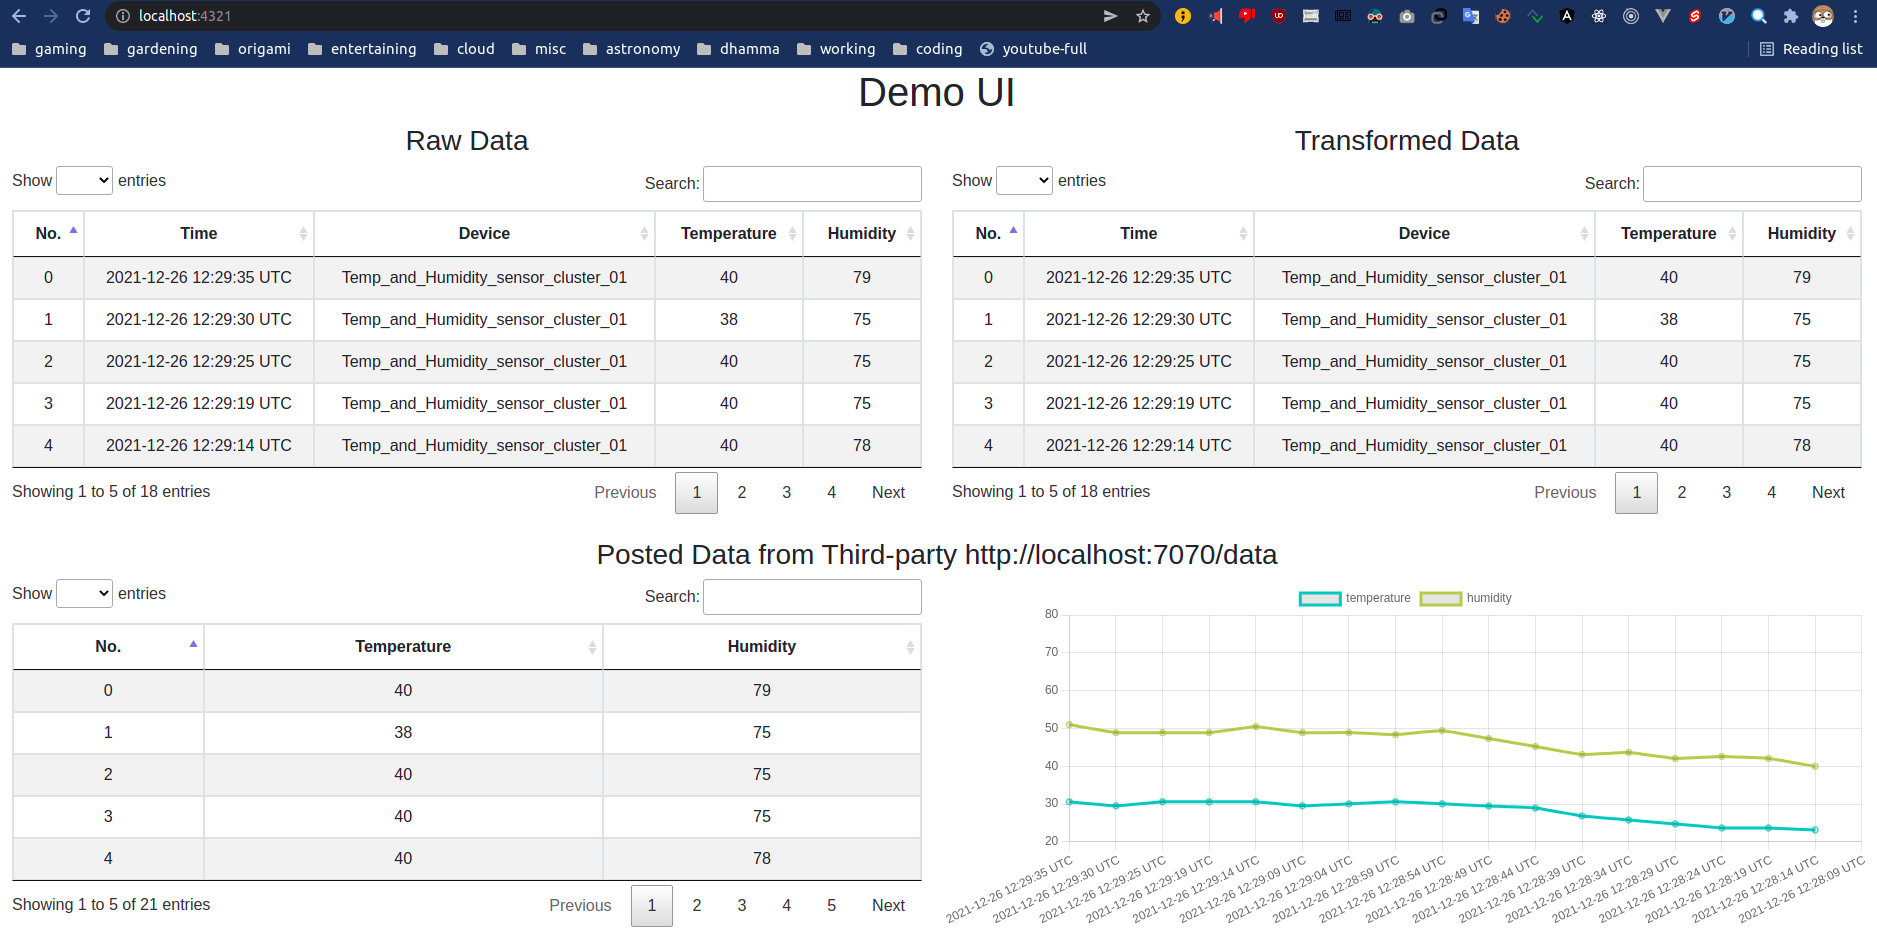 localhost:4321
gaming gardening origami entertaining cloud misc astronomy dhamma working coding youtube-full Reading list
Demo UI
Raw Data
Show entries Search:
No. Time Device Temperature Humidity
0 2021-12-26 12:29:35 UTC Temp_and_Humidity_sensor_cluster_01 40 79
1 2021-12-26 12:29:30 UTC Temp_and_Humidity_sensor_cluster_01 38 75
2 2021-12-26 12:29:25 UTC Temp_and_Humidity_sensor_cluster_01 40 75
3 2021-12-26 12:29:19 UTC Temp_and_Humidity_sensor_cluster_01 40 75
4 2021-12-26 12:29:14 UTC Temp_and_Humidity_sensor_cluster_01 40 78
Showing 1 to 5 of 18 entries Previous 1 2 3 4 Next
Transformed Data
Show entries Search:
No. Time Device Temperature Humidity
0 2021-12-26 12:29:35 UTC Temp_and_Humidity_sensor_cluster_01 40 79
1 2021-12-26 12:29:30 UTC Temp_and_Humidity_sensor_cluster_01 38 75
2 2021-12-26 12:29:25 UTC Temp_and_Humidity_sensor_cluster_01 40 75
3 2021-12-26 12:29:19 UTC Temp_and_Humidity_sensor_cluster_01 40 75
4 2021-12-26 12:29:14 UTC Temp_and_Humidity_sensor_cluster_01 40 78
Showing 1 to 5 of 18 entries Previous 1 2 3 4 Next
Posted Data from Third-party http://localhost:7070/data
Show entries Search:
No. Temperature Humidity
0 40 79
1 38 75
2 40 75
3 40 75
4 40 78
Showing 1 to 5 of 21 entries Previous 1 2 3 4 5 Next
temperature humidity
80
70
60
50
40
30
20
2021-12-26 12:29:35 UTC
2021-12-26 12:29:30 UTC
2021-12-26 12:29:25 UTC
2021-12-26 12:29:19 UTC
2021-12-26 12:29:14 UTC
2021-12-26 12:29:09 UTC
2021-12-26 12:29:04 UTC
2021-12-26 12:28:59 UTC
2021-12-26 12:28:54 UTC
2021-12-26 12:28:49 UTC
2021-12-26 12:28:44 UTC
2021-12-26 12:28:39 UTC
2021-12-26 12:28:34 UTC
2021-12-26 12:28:29 UTC
2021-12-26 12:28:24 UTC
2021-12-26 12:28:19 UTC
2021-12-26 12:28:14 UTC
2021-12-26 12:28:09 UTC